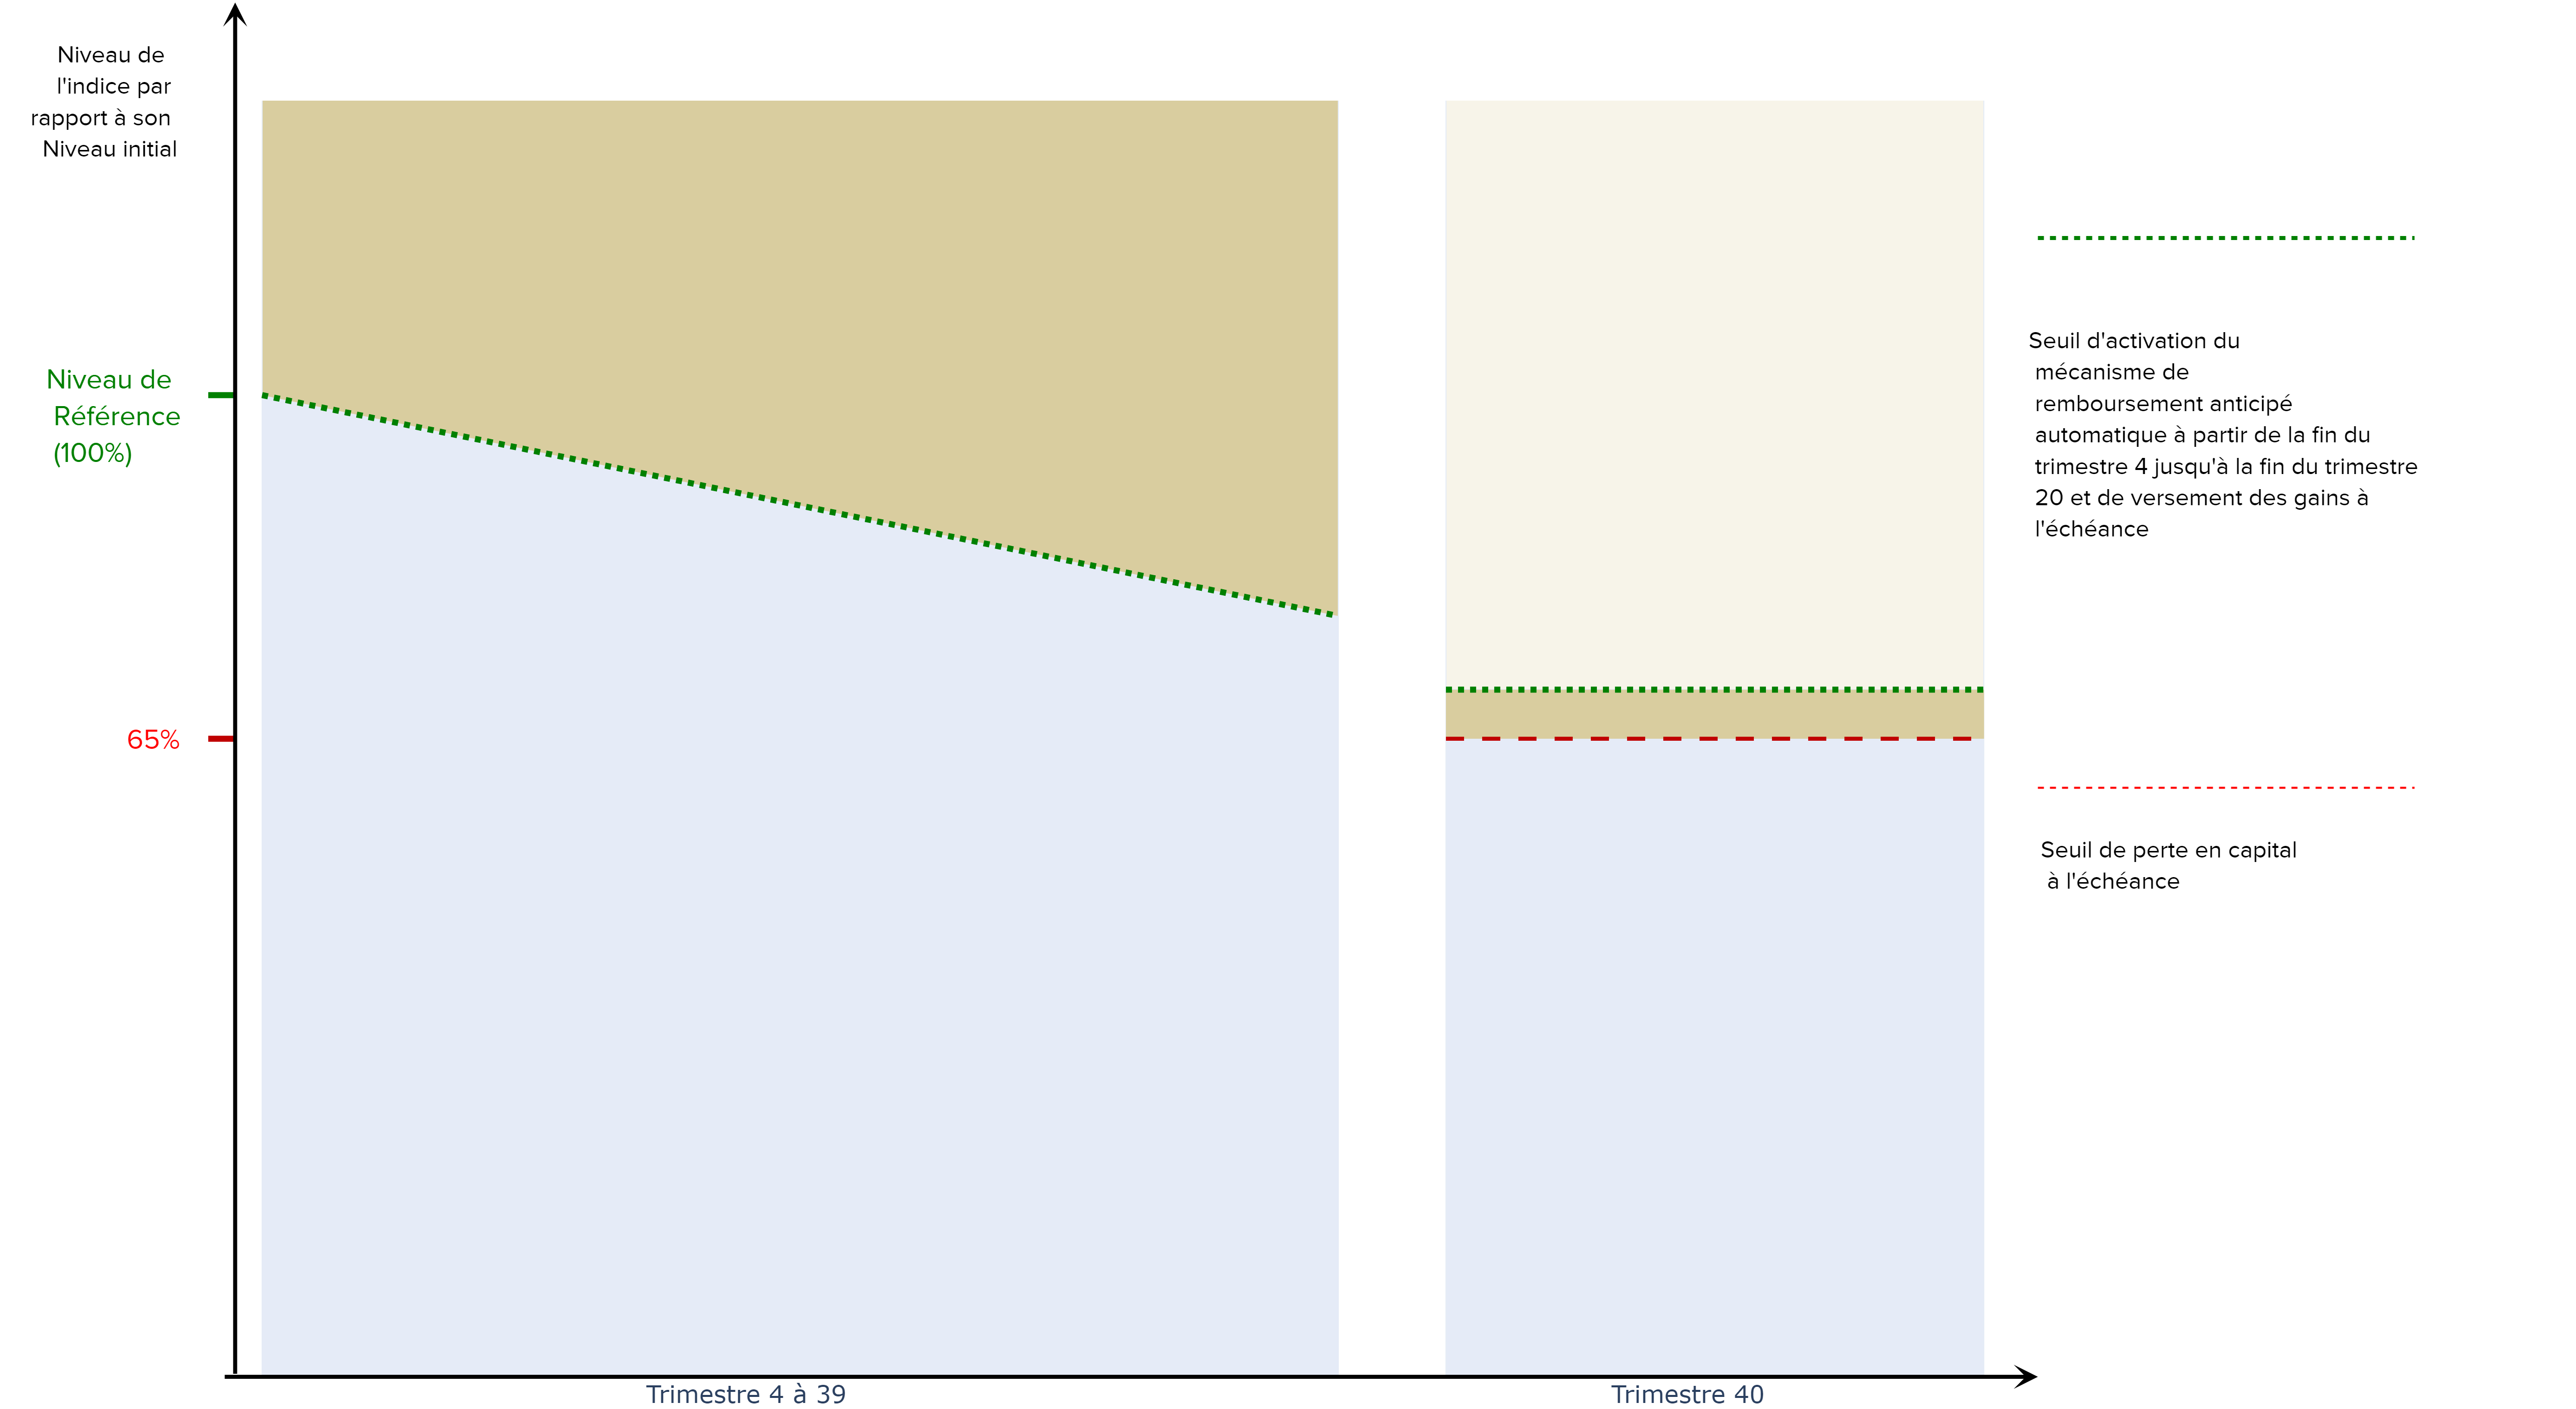 Niveau de
l'indice par
rapport à son
Niveau initial
Niveau de
Référence
(100%)
65%
Seuil d'activation du
mécanisme de
remboursement anticipé
automatique à partir de la fin du
trimestre 4 jusqu'à la fin du trimestre
20 et de versement des gains à
l'échéance
Seuil de perte en capital
à l'échéance
Trimestre 4 à 39
Trimestre 40